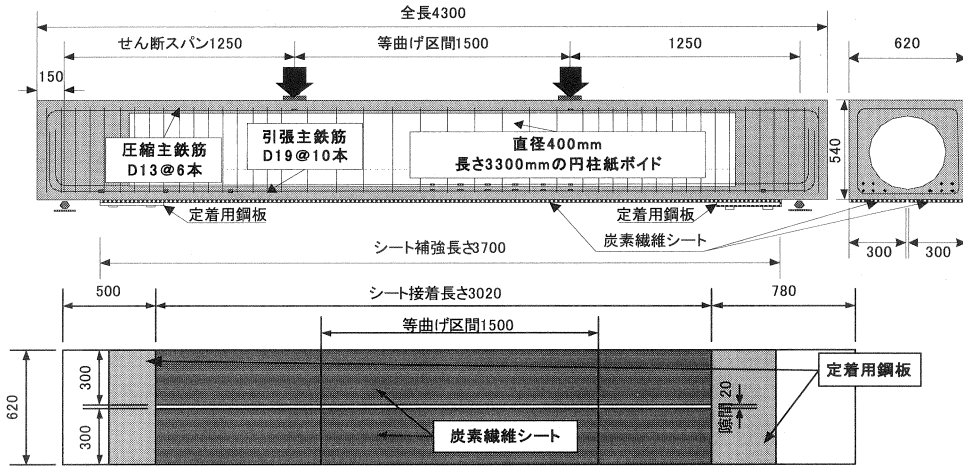 全長4300
せん断スパン1250
等曲げ区間1500
1250
620
150
圧縮主鉄筋
D13@6本
引張主鉄筋
D19@10本
直径400mm
長さ3300mmの円柱紙ボイド
540
定着用鋼板
定着用鋼板
炭素繊維シート
300
300
シート補強長さ3700
500
シート接着長さ3020
780
等曲げ区間1500
620
300
300
隙間 20
定着用鋼板
炭素繊維シート